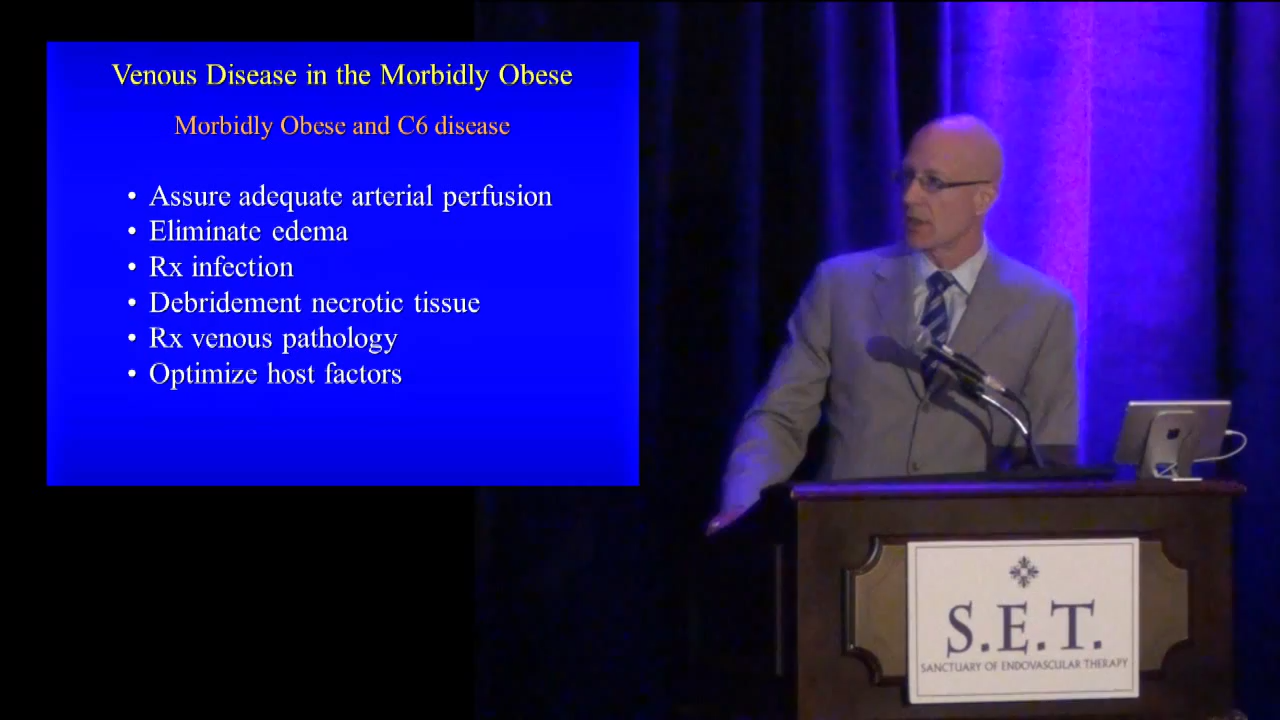 Venous Disease in the Morbidly Obese
Morbidly Obese and C6 disease
• Assure adequate arterial perfusion
• Eliminate edema
• Rx infection
• Debridement necrotic tissue
• Rx venous pathology
• Optimize host factors
S.E.T.
SANCTUARY OF ENDOVASCULAR THERAPY